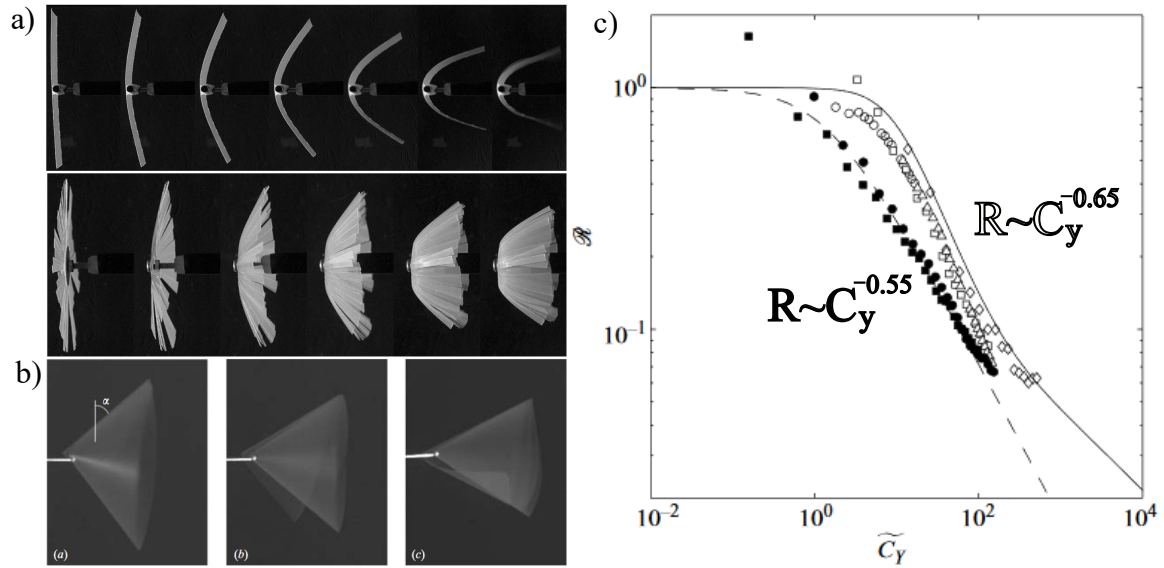 a)
b)
α
(a)
(b)
(c)
c)
10⁰
10⁻¹
ℛ
ℝ~C_y^-0.65
R~C_y^-0.55
10⁻²
10⁰
10²
10⁴
C̃_Y